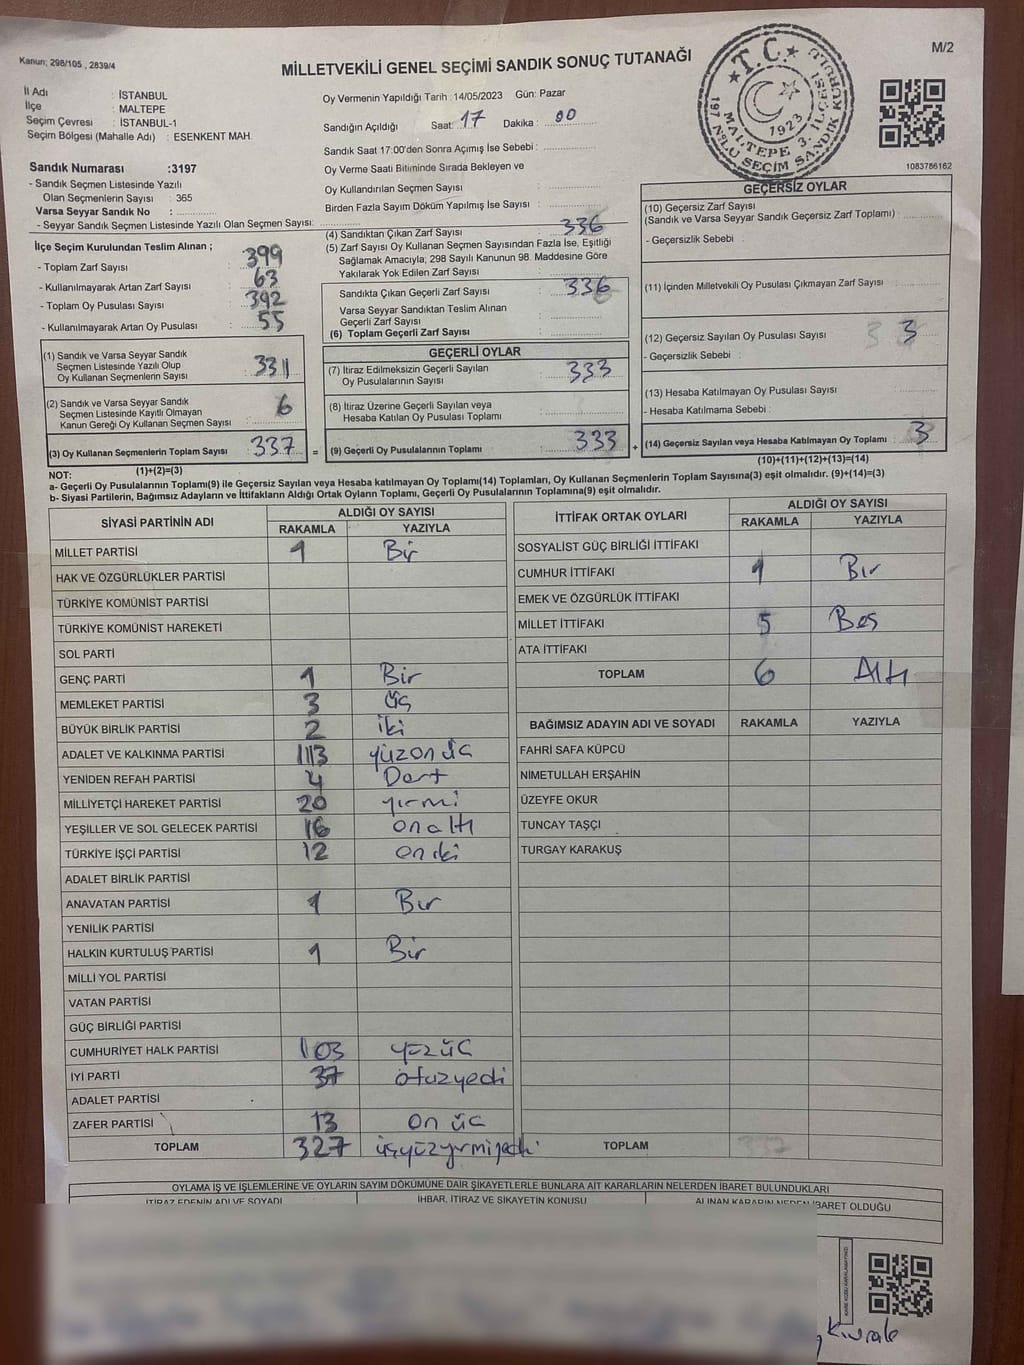 Kanun; 298/105 , 2839/4
MİLLETVEKİLİ GENEL SEÇİMİ SANDIK SONUÇ TUTANAĞI
M/2
T.C.
1923
MALTEPE 3. İLÇESİ
197 NOLU SEÇİM SANDIK KURULU
1083786162
İl Adı : İSTANBUL
İlçe : MALTEPE
Seçim Çevresi : İSTANBUL-1
Seçim Bölgesi (Mahalle Adı) : ESENKENT MAH.
Sandık Numarası :3197
- Sandık Seçmen Listesinde Yazılı
Olan Seçmenlerin Sayısı : 365
Varsa Seyyar Sandık No :
- Seyyar Sandık Seçmen Listesinde Yazılı Olan Seçmen Sayısı:
Oy Vermenin Yapıldığı Tarih : 14/05/2023 Gün: Pazar
Sandığın Açıldığı Saat: 17 Dakika : 00
Sandık Saat 17:00'den Sonra Açılmış İse Sebebi :
Oy Verme Saati Bitiminde Sırada Bekleyen ve
Oy Kullandırılan Seçmen Sayısı :
Birden Fazla Sayım Döküm Yapılmış İse Sayısı :
İlçe Seçim Kurulundan Teslim Alınan ;
- Toplam Zarf Sayısı : 399
- Kullanılmayarak Artan Zarf Sayısı : 63
- Toplam Oy Pusulası Sayısı : 392
- Kullanılmayarak Artan Oy Pusulası : 55
(1) Sandık ve Varsa Seyyar Sandık
Seçmen Listesinde Yazılı Olup
Oy Kullanan Seçmenlerin Sayısı : 331
(2) Sandık ve Varsa Seyyar Sandık
Seçmen Listesinde Kayıtlı Olmayan
Kanun Gereği Oy Kullanan Seçmen Sayısı : 6
(3) Oy Kullanan Seçmenlerin Toplam Sayısı : 337 =
(1)+(2)=(3)
(4) Sandıktan Çıkan Zarf Sayısı : 336
(5) Zarf Sayısı Oy Kullanan Seçmen Sayısından Fazla İse, Eşitliği
Sağlamak Amacıyla; 298 Sayılı Kanunun 98. Maddesine Göre
Yakılarak Yok Edilen Zarf Sayısı :
Sandıkta Çıkan Geçerli Zarf Sayısı : 336
Varsa Seyyar Sandıktan Teslim Alınan
Geçerli Zarf Sayısı :
(6) Toplam Geçerli Zarf Sayısı :
GEÇERLİ OYLAR
(7) İtiraz Edilmeksizin Geçerli Sayılan
Oy Pusulalarının Sayısı : 333
(8) İtiraz Üzerine Geçerli Sayılan veya
Hesaba Katılan Oy Pusulası Toplamı :
(9) Geçerli Oy Pusulalarının Toplamı : 333 +
GEÇERSİZ OYLAR
(10) Geçersiz Zarf Sayısı
(Sandık ve Varsa Seyyar Sandık Geçersiz Zarf Toplamı) :
- Geçersizlik Sebebi :
(11) İçinden Milletvekili Oy Pusulası Çıkmayan Zarf Sayısı :
(12) Geçersiz Sayılan Oy Pusulası Sayısı : 3 3
- Geçersizlik Sebebi :
(13) Hesaba Katılmayan Oy Pusulası Sayısı :
- Hesaba Katılmama Sebebi :
(14) Geçersiz Sayılan veya Hesaba Katılmayan Oy Toplamı : 3
(10)+(11)+(12)+(13)=(14)
NOT:
a- Geçerli Oy Pusulalarının Toplamı(9) ile Geçersiz Sayılan veya Hesaba katılmayan Oy Toplamı(14) Toplamları, Oy Kullanan Seçmenlerin Toplam Sayısına(3) eşit olmalıdır. (9)+(14)=(3)
b- Siyasi Partilerin, Bağımsız Adayların ve İttifakların Aldığı Ortak Oyların Toplamı, Geçerli Oy Pusulalarının Toplamına(9) eşit olmalıdır.
SİYASİ PARTİNİN ADI ALDIĞI OY SAYISI
RAKAMLA YAZIYLA
MİLLET PARTİSİ 1 Bir
HAK VE ÖZGÜRLÜKLER PARTİSİ
TÜRKİYE KOMÜNİST PARTİSİ
TÜRKİYE KOMÜNİST HAREKETİ
SOL PARTİ
GENÇ PARTİ 1 Bir
MEMLEKET PARTİSİ 3 üç
BÜYÜK BİRLİK PARTİSİ 2 iki
ADALET VE KALKINMA PARTİSİ 113 yüzonüc
YENİDEN REFAH PARTİSİ 4 Dört
MİLLİYETÇİ HAREKET PARTİSİ 20 yirmi
YEŞİLLER VE SOL GELECEK PARTİSİ 16 onaltı
TÜRKİYE İŞÇİ PARTİSİ 12 oniki
ADALET BİRLİK PARTİSİ
ANAVATAN PARTİSİ 1 Bır
YENİLİK PARTİSİ
HALKIN KURTULUŞ PARTİSİ 1 Bir
MİLLİ YOL PARTİSİ
VATAN PARTİSİ
GÜÇ BİRLİĞİ PARTİSİ
CUMHURİYET HALK PARTİSİ 103 yüzüc
İYİ PARTİ 37 otuzyedi
ADALET PARTİSİ
ZAFER PARTİSİ 13 on üc
TOPLAM 327 üçyüzyirmiyedi
İTTİFAK ORTAK OYLARI ALDIĞI OY SAYISI
RAKAMLA YAZIYLA
SOSYALİST GÜÇ BİRLİĞİ İTTİFAKI
CUMHUR İTTİFAKI 1 Bır
EMEK VE ÖZGÜRLÜK İTTİFAKI
MİLLET İTTİFAKI 5 Bes
ATA İTTİFAKI
TOPLAM 6 Altı
BAĞIMSIZ ADAYIN ADI VE SOYADI RAKAMLA YAZIYLA
FAHRİ SAFA KÜPCÜ
NİMETULLAH ERŞAHİN
ÜZEYFE OKUR
TUNCAY TAŞÇI
TURGAY KARAKUŞ
TOPLAM
OYLAMA İŞ VE İŞLEMLERİNE VE OYLARIN SAYIM DÖKÜMÜNE DAİR ŞİKAYETLERLE BUNLARA AİT KARARLARIN NELERDEN İBARET BULUNDUKLARI
İTİRAZ EDENİN ADI VE SOYADI İHBAR, İTİRAZ VE ŞİKAYETİN KONUSU ALINAN KARARIN NEDEN İBARET OLDUĞU
KARE KODU KARALAMAYINIZ!